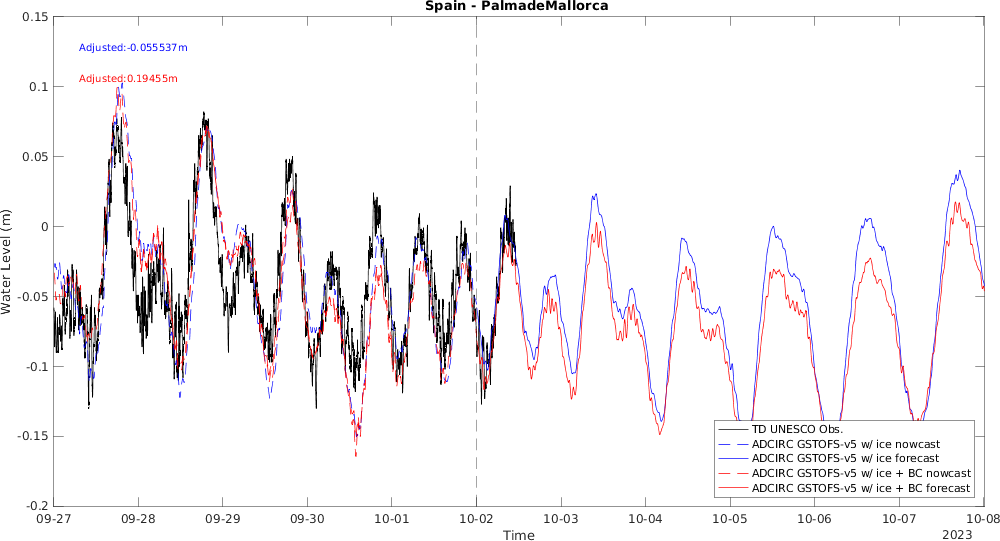 Spain - PalmadeMallorca
Adjusted:-0.055537m
Adjusted:0.19455m
Water Level (m)
0.15
0.1
0.05
0
-0.05
-0.1
-0.15
-0.2
TD UNESCO Obs.
ADCIRC GSTOFS-v5 w/ ice nowcast
ADCIRC GSTOFS-v5 w/ ice forecast
ADCIRC GSTOFS-v5 w/ ice + BC nowcast
ADCIRC GSTOFS-v5 w/ ice + BC forecast
09-27 09-28 09-29 09-30 10-01 10-02 10-03 10-04 10-05 10-06 10-07 10-08
Time
2023